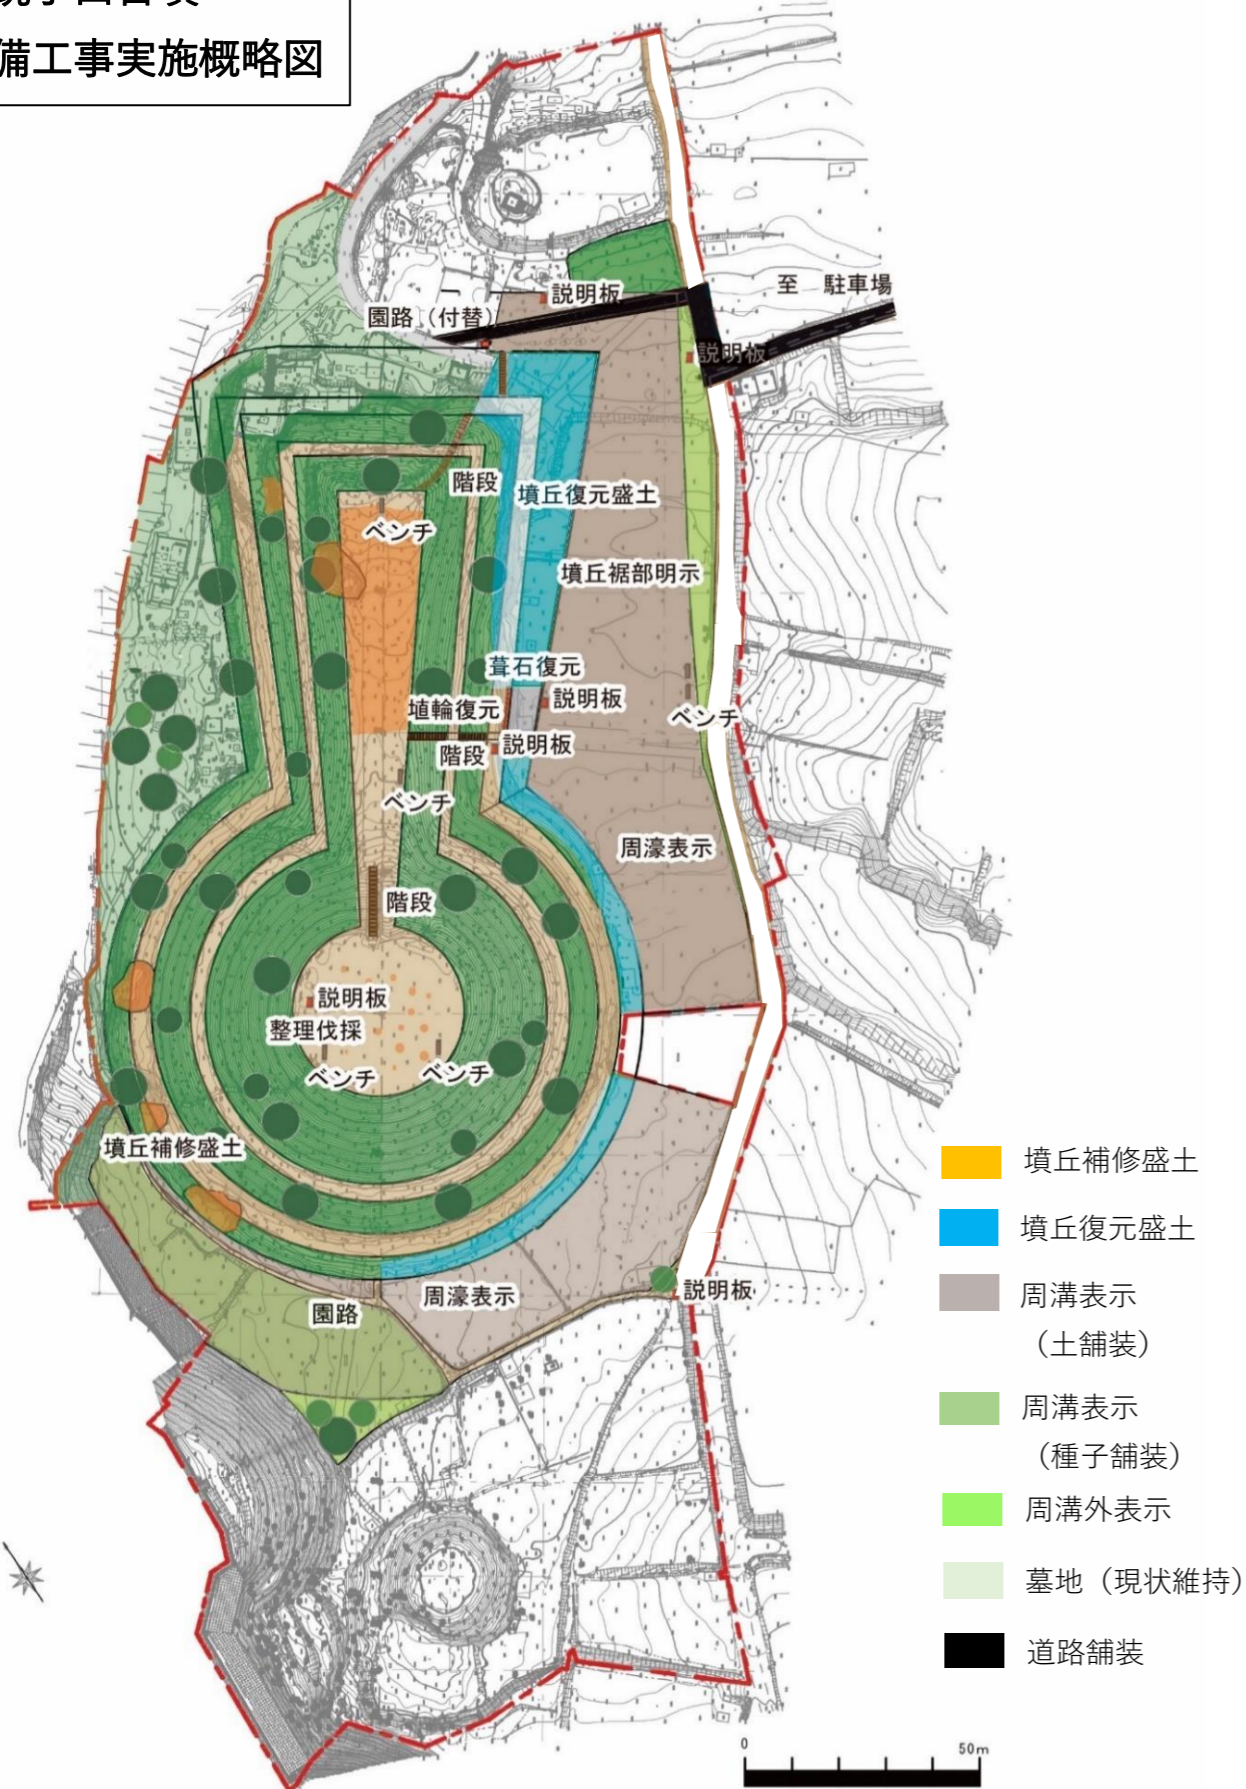 備工事実施概略図
至 駐車場
説明板
園路（付替）
説明板
階段
墳丘復元盛土
ベンチ
墳丘裾部明示
葺石復元
説明板
埴輪復元
ベンチ
説明板
階段
ベンチ
周濠表示
階段
説明板
整理伐採
ベンチ
ベンチ
墳丘補修盛土
説明板
周濠表示
園路
墳丘補修盛土
墳丘復元盛土
周溝表示
（土舗装）
周溝表示
（種子舗装）
周溝外表示
墓地（現状維持）
道路舗装
0 50m